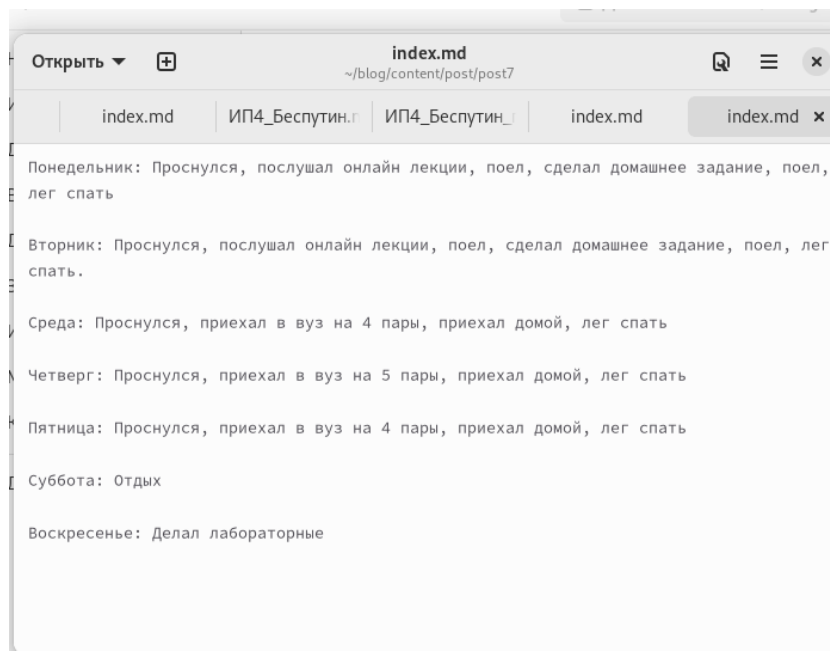 Открыть
index.md
~/blog/content/post/post7
index.md
ИП4_Беспутин.
ИП4_Беспутин_
index.md
index.md
Понедельник: Проснулся, послушал онлайн лекции, поел, сделал домашнее задание, поел,
лег спать
Вторник: Проснулся, послушал онлайн лекции, поел, сделал домашнее задание, поел, лег
спать.
Среда: Проснулся, приехал в вуз на 4 пары, приехал домой, лег спать
Четверг: Проснулся, приехал в вуз на 5 пары, приехал домой, лег спать
Пятница: Проснулся, приехал в вуз на 4 пары, приехал домой, лег спать
Суббота: Отдых
Воскресенье: Делал лабораторные